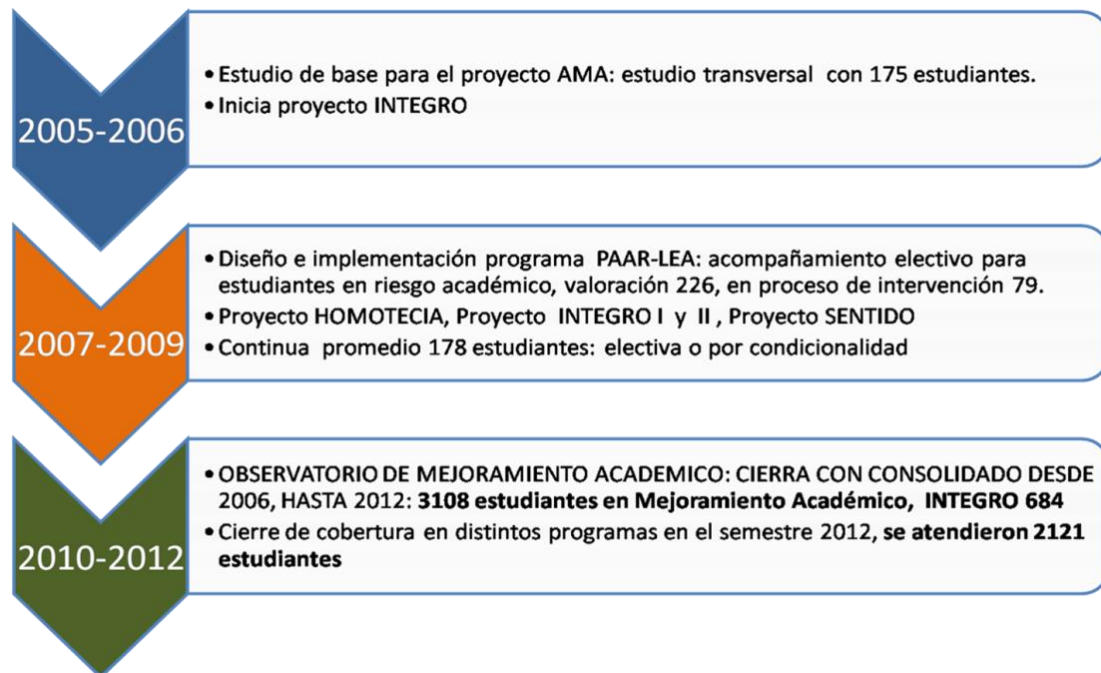 2005-2006
• Estudio de base para el proyecto AMA: estudio transversal con 175 estudiantes.
• Inicia proyecto INTEGRO
2007-2009
• Diseño e implementación programa PAAR-LEA: acompañamiento electivo para
estudiantes en riesgo académico, valoración 226, en proceso de intervención 79.
• Proyecto HOMOTECIA, Proyecto INTEGRO I y II , Proyecto SENTIDO
• Continua promedio 178 estudiantes: electiva o por condicionalidad
2010-2012
• OBSERVATORIO DE MEJORAMIENTO ACADEMICO: CIERRA CON CONSOLIDADO DESDE
2006, HASTA 2012: 3108 estudiantes en Mejoramiento Académico, INTEGRO 684
• Cierre de cobertura en distintos programas en el semestre 2012, se atendieron 2121
estudiantes